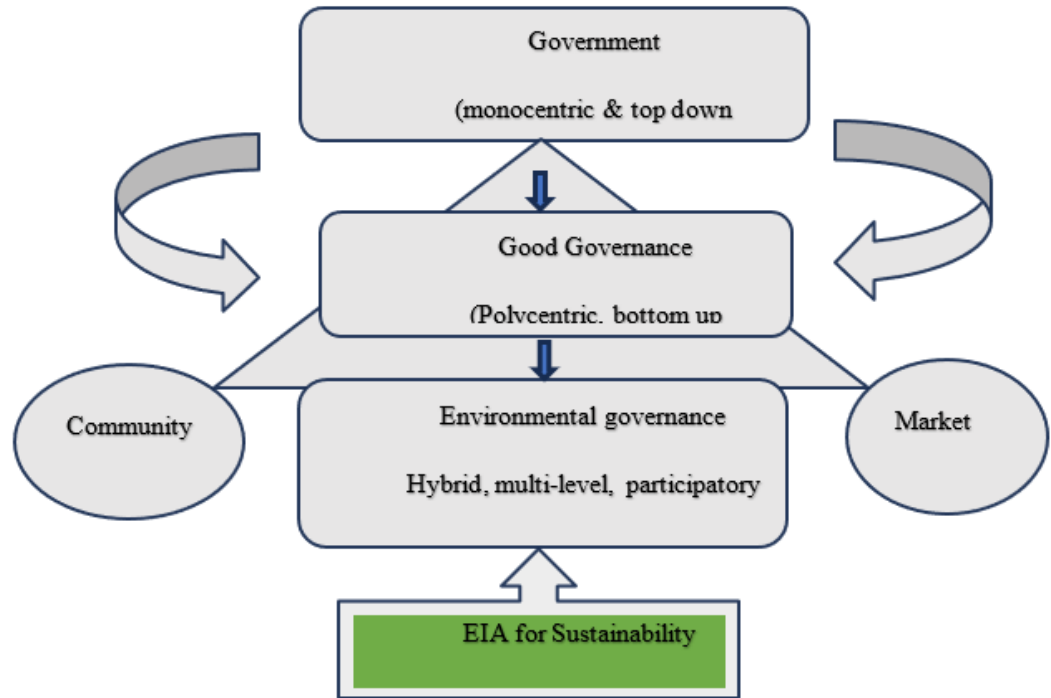 Government
(monocentric & top down
Good Governance
(Polycentric, bottom up
Community
Market
Environmental governance
Hybrid, multi-level, participatory
EIA for Sustainability